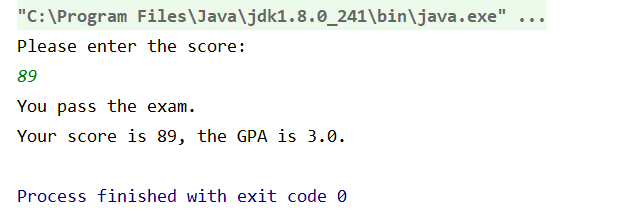 "C:\Program Files\Java\jdk1.8.0_241\bin\java.exe" ...
Please enter the score:
89
You pass the exam.
Your score is 89, the GPA is 3.0.
Process finished with exit code 0